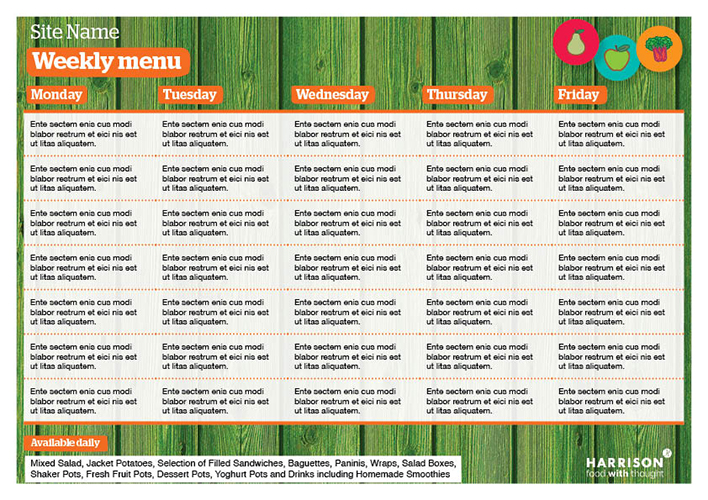 Site Name
Weekly menu
Monday Tuesday Wednesday Thursday Friday
Ente sectem enis cus modi Ente sectem enis cus modi Ente sectem enis cus modi Ente sectem enis cus modi Ente sectem enis cus modi
blabor restrum et eici nis est blabor restrum et eici nis est blabor restrum et eici nis est blabor restrum et eici nis est blabor restrum et eici nis est
ut litas aliquatem. ut litas aliquatem. ut litas aliquatem. ut litas aliquatem. ut litas aliquatem.
Ente sectem enis cus modi Ente sectem enis cus modi Ente sectem enis cus modi Ente sectem enis cus modi Ente sectem enis cus modi
blabor restrum et eici nis est blabor restrum et eici nis est blabor restrum et eici nis est blabor restrum et eici nis est blabor restrum et eici nis est
ut litas aliquatem. ut litas aliquatem. ut litas aliquatem. ut litas aliquatem. ut litas aliquatem.
Ente sectem enis cus modi Ente sectem enis cus modi Ente sectem enis cus modi Ente sectem enis cus modi Ente sectem enis cus modi
blabor restrum et eici nis est blabor restrum et eici nis est blabor restrum et eici nis est blabor restrum et eici nis est blabor restrum et eici nis est
ut litas aliquatem. ut litas aliquatem. ut litas aliquatem. ut litas aliquatem. ut litas aliquatem.
Ente sectem enis cus modi Ente sectem enis cus modi Ente sectem enis cus modi Ente sectem enis cus modi Ente sectem enis cus modi
blabor restrum et eici nis est blabor restrum et eici nis est blabor restrum et eici nis est blabor restrum et eici nis est blabor restrum et eici nis est
ut litas aliquatem. ut litas aliquatem. ut litas aliquatem. ut litas aliquatem. ut litas aliquatem.
Ente sectem enis cus modi Ente sectem enis cus modi Ente sectem enis cus modi Ente sectem enis cus modi Ente sectem enis cus modi
blabor restrum et eici nis est blabor restrum et eici nis est blabor restrum et eici nis est blabor restrum et eici nis est blabor restrum et eici nis est
ut litas aliquatem. ut litas aliquatem. ut litas aliquatem. ut litas aliquatem. ut litas aliquatem.
Ente sectem enis cus modi Ente sectem enis cus modi Ente sectem enis cus modi Ente sectem enis cus modi Ente sectem enis cus modi
blabor restrum et eici nis est blabor restrum et eici nis est blabor restrum et eici nis est blabor restrum et eici nis est blabor restrum et eici nis est
ut litas aliquatem. ut litas aliquatem. ut litas aliquatem. ut litas aliquatem. ut litas aliquatem.
Ente sectem enis cus modi Ente sectem enis cus modi Ente sectem enis cus modi Ente sectem enis cus modi Ente sectem enis cus modi
blabor restrum et eici nis est blabor restrum et eici nis est blabor restrum et eici nis est blabor restrum et eici nis est blabor restrum et eici nis est
ut litas aliquatem. ut litas aliquatem. ut litas aliquatem. ut litas aliquatem. ut litas aliquatem.
Available daily
Mixed Salad, Jacket Potatoes, Selection of Filled Sandwiches, Baguettes, Paninis, Wraps, Salad Boxes,
Shaker Pots, Fresh Fruit Pots, Dessert Pots, Yoghurt Pots and Drinks including Homemade Smoothies
HARRISON
food with thought